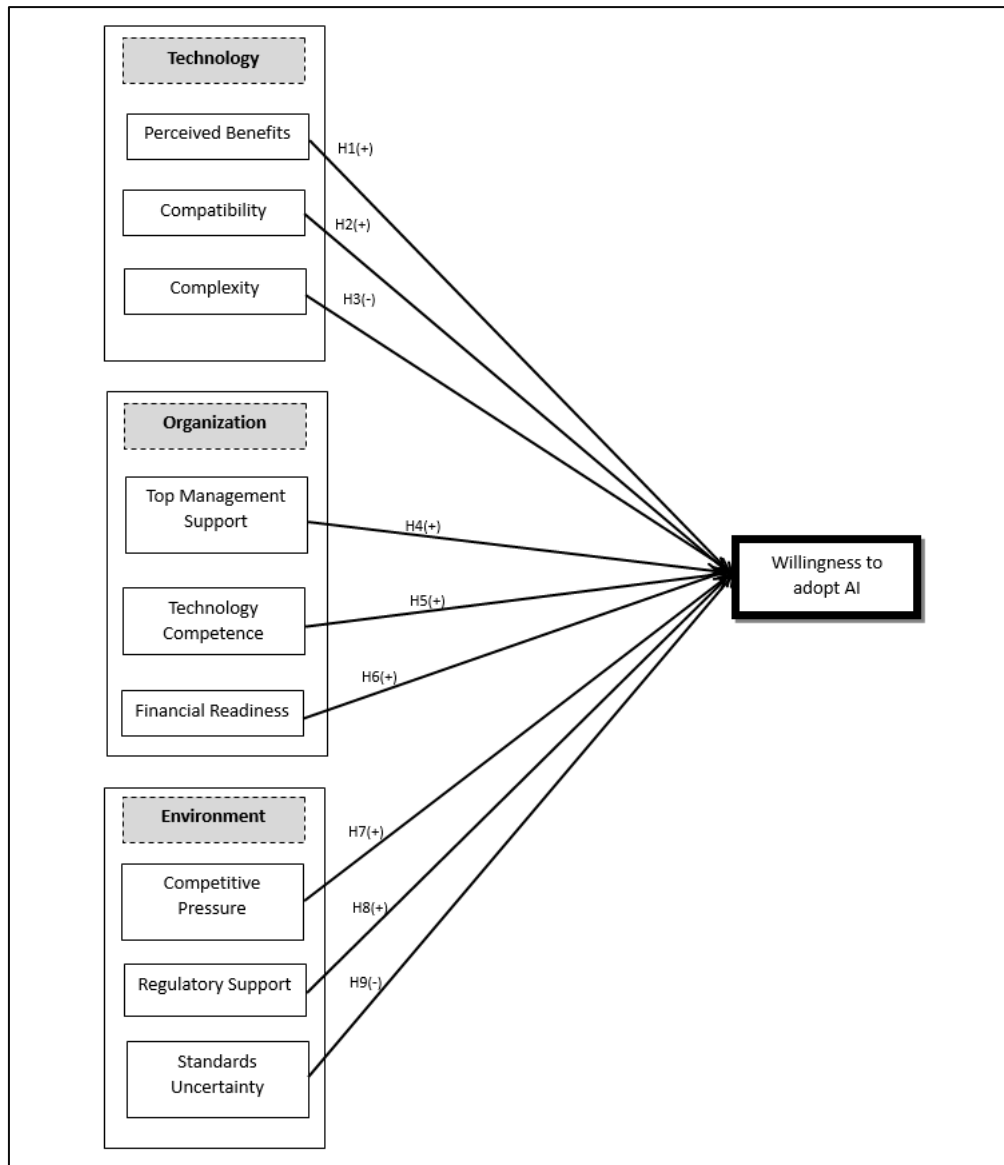 Technology
Perceived Benefits
H1(+)
Compatibility
H2(+)
Complexity
H3(-)
Organization
Top Management
Support
H4(+)
Technology
Competence
H5(+)
Financial Readiness
H6(+)
Willingness to
adopt AI
Environment
Competitive
Pressure
H7(+)
Regulatory Support
H8(+)
Standards
Uncertainty
H9(-)